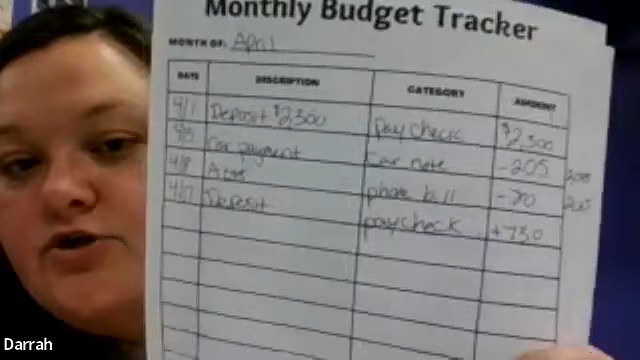 Monthly Budget Tracker
MONTH OF: April
DATE DESCRIPTION CATEGORY AMOUNT
4/1 Deposit $2,300 paycheck $2,300
4/5 car payment car note -205
4/8 phone bill -70
4/17 Deposit paycheck +730
Darrah